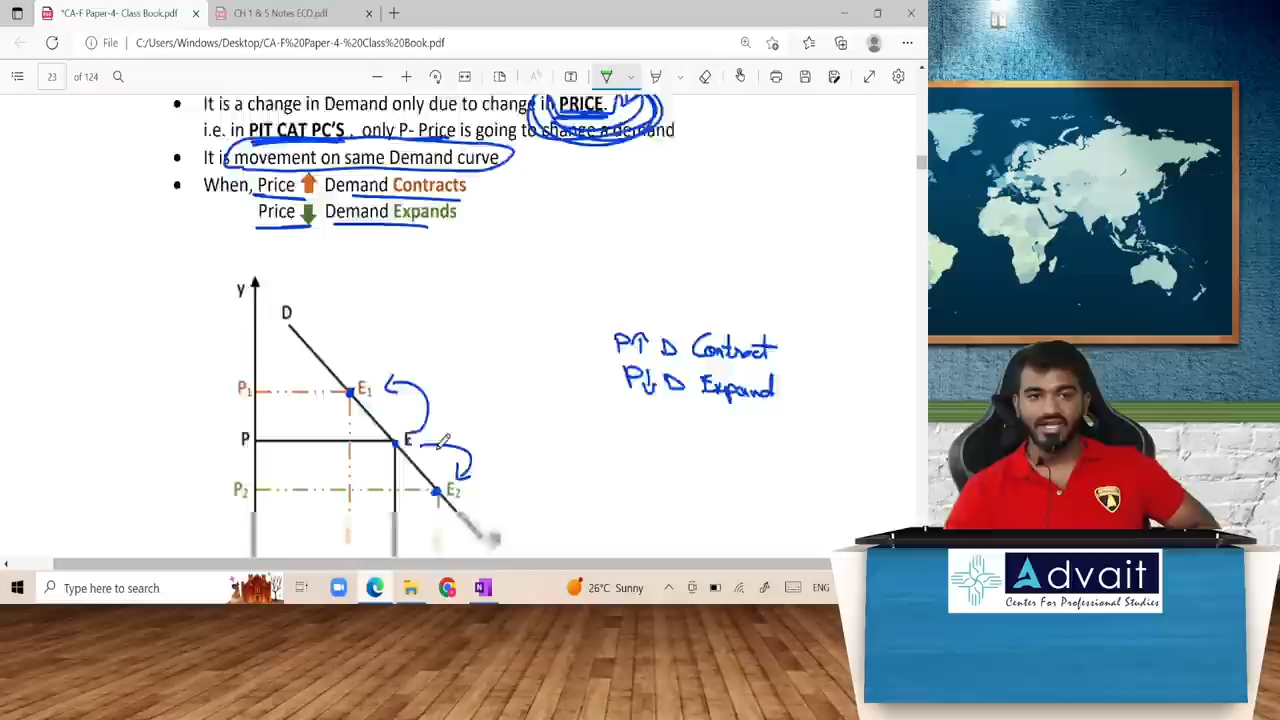 *CA-F Paper-4- Class Book.pdf
CH 1 & 5 Notes ECO.pdf
File
C:/Users/Windows/Desktop/CA-F%20Paper-4-%20Class%20Book.pdf
23 of 124
• It is a change in Demand only due to change in PRICE.
i.e. in PIT CAT PC'S , only P- Price is going to change a demand
• It is movement on same Demand curve
• When, Price Demand Contracts
Price Demand Expands
y
D
P↑ D Contract
P↓ D Expand
P1 E1
P E
P2 E2
Advait
Center For Professional Studies
Type here to search
26°C Sunny
ENG